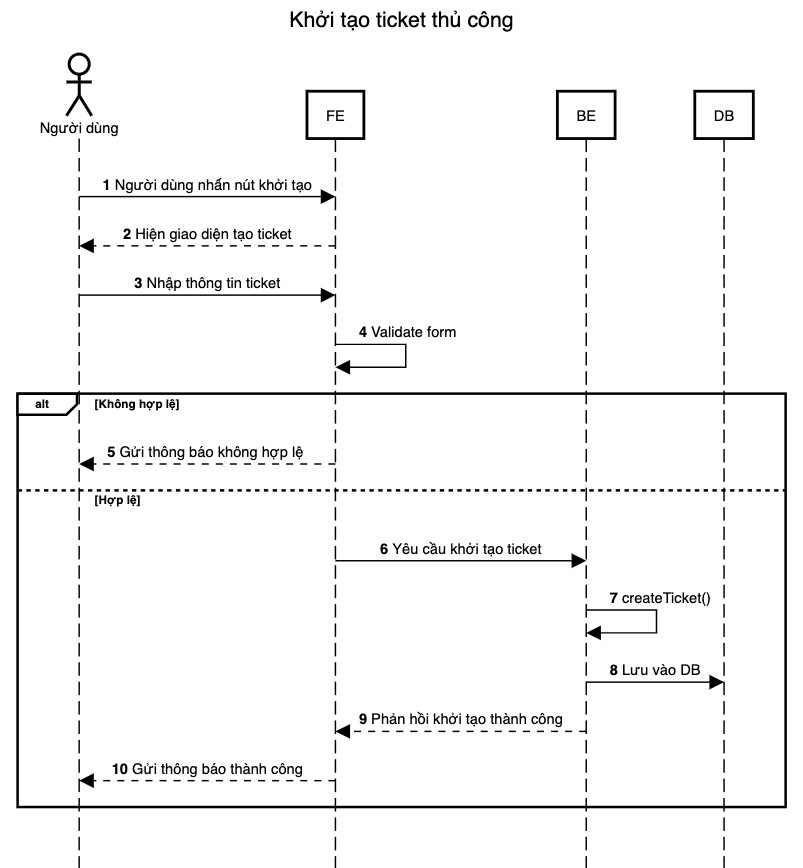 Khởi tạo ticket thủ công
Người dùng
FE
BE
DB
1 Người dùng nhấn nút khởi tạo
2 Hiện giao diện tạo ticket
3 Nhập thông tin ticket
4 Validate form
alt
[Không hợp lệ]
5 Gửi thông báo không hợp lệ
[Hợp lệ]
6 Yêu cầu khởi tạo ticket
7 createTicket()
8 Lưu vào DB
9 Phản hồi khởi tạo thành công
10 Gửi thông báo thành công